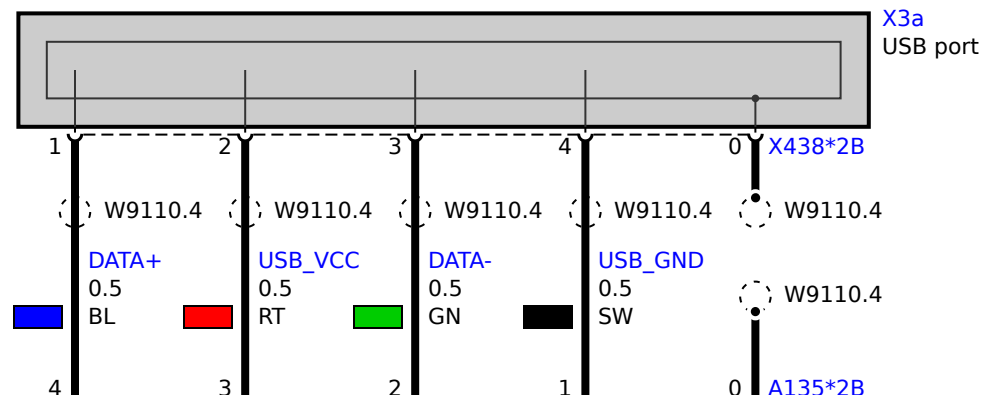 X3a
USB port
1 2 3 4 0 X438*2B
W9110.4 W9110.4 W9110.4 W9110.4 W9110.4
DATA+ USB_VCC DATA- USB_GND
0.5 0.5 0.5 0.5 W9110.4
BL RT GN SW
4 3 2 1 0 A135*2B